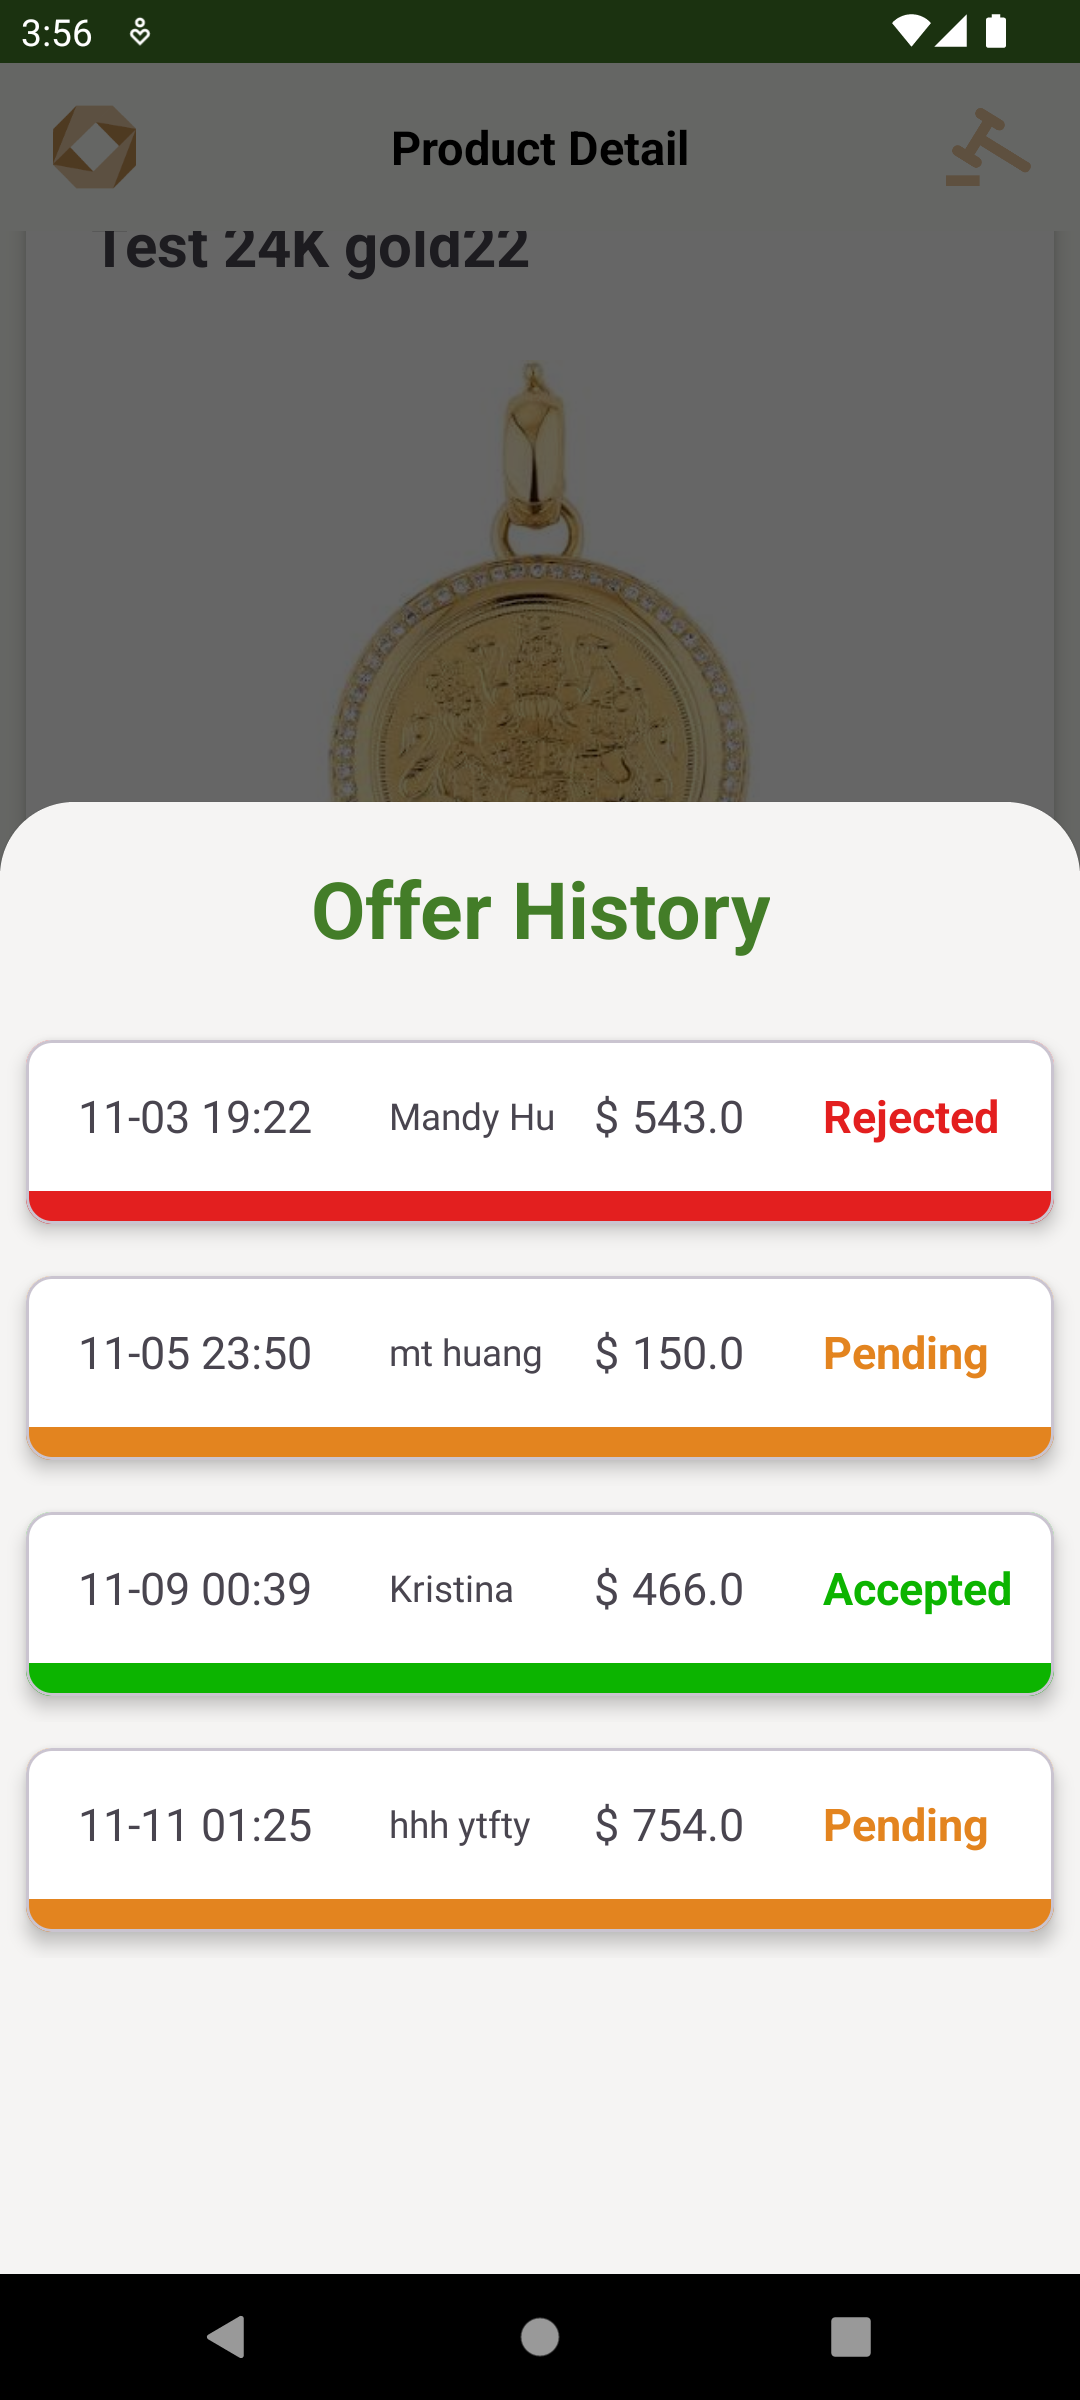 3:56
Product Detail
Test 24K gold22
Offer History
11-03 19:22 Mandy Hu $ 543.0 Rejected
11-05 23:50 mt huang $ 150.0 Pending
11-09 00:39 Kristina $ 466.0 Accepted
11-11 01:25 hhh ytfty $ 754.0 Pending